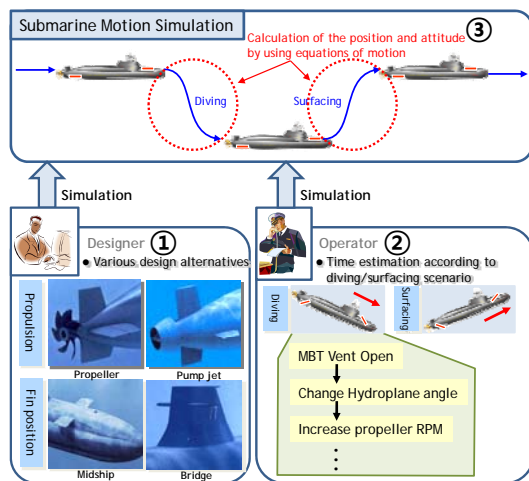 Submarine Motion Simulation
Calculation of the position and attitude
by using equations of motion
③
Diving
Surfacing
Simulation
Simulation
Designer ①
• Various design alternatives
Propulsion
Propeller
Pump jet
Fin position
Midship
Bridge
Operator ②
• Time estimation according to
diving/surfacing scenario
Diving
Surfacing
MBT Vent Open
Change Hydroplane angle
Increase propeller RPM
⋮